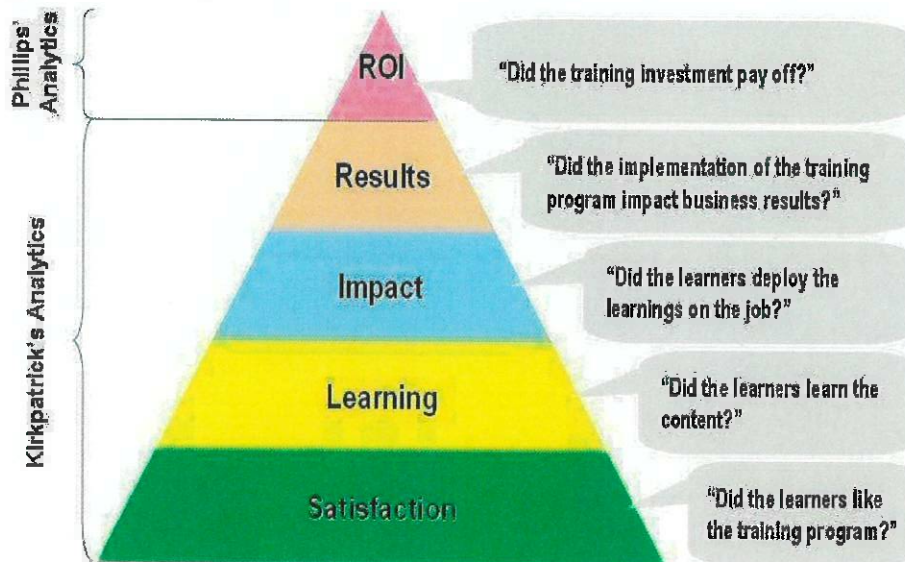 Phillips'
Analytics
ROI
"Did the training investment pay off?"
Results
"Did the implementation of the training
program impact business results?"
Kirkpatrick's Analytics
Impact
"Did the learners deploy the
learnings on the job?"
Learning
"Did the learners learn the
content?"
Satisfaction
"Did the learners like
the training program?"